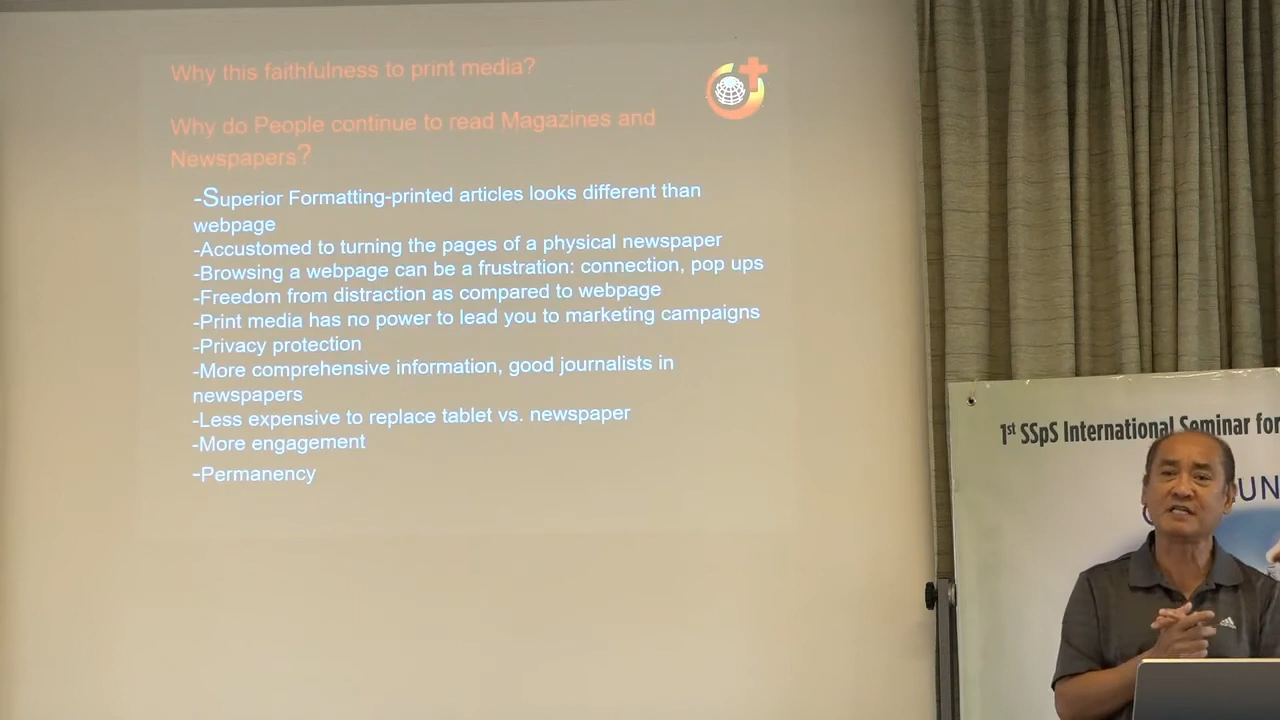 Why this faithfulness to print media?
Why do People continue to read Magazines and
Newspapers?
-Superior Formatting-printed articles looks different than
webpage
-Accustomed to turning the pages of a physical newspaper
-Browsing a webpage can be a frustration: connection, pop ups
-Freedom from distraction as compared to webpage
-Print media has no power to lead you to marketing campaigns
-Privacy protection
-More comprehensive information, good journalists in
newspapers
-Less expensive to replace tablet vs. newspaper
-More engagement
-Permanency
1st SSpS International Seminar for